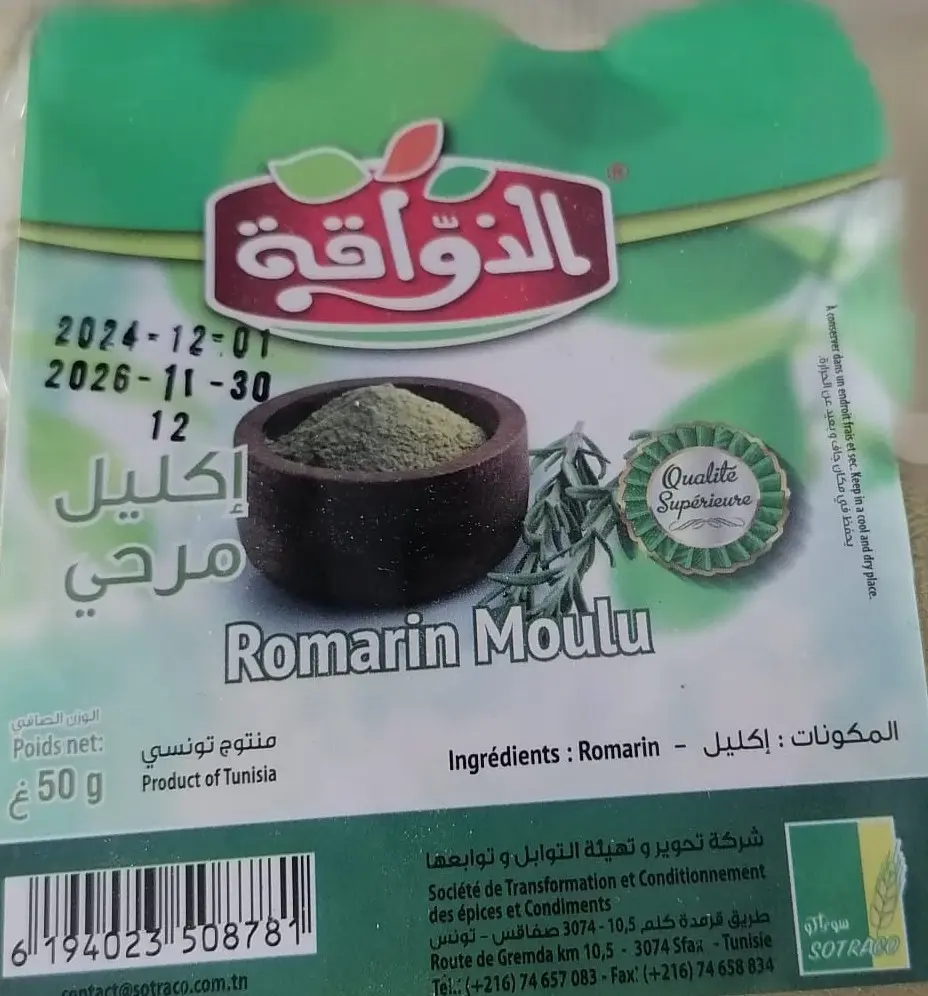 الذوّاقة
®
2024-12-01
2026-11-30
12
إكليل
مرحي
Qualité
Supérieure
A conserver dans un endroit frais et sec. Keep in a cool and dry place.
يحفظ في مكان جاف و بعيد عن الحرارة.
Romarin Moulu
الوزن الصافي
Poids net:
50 g غ
منتوج تونسي
Product of Tunisia
Ingrédients : Romarin - المكونات : إكليل
شركة تحوير و تهيئة التوابل و توابعها
Société de Transformation et Conditionnement
des épices et Condiments
طريق قرمدة كلم 10,5 - 3074 صفاقس - تونس
Route de Gremda km 10,5 - 3074 Sfax - Tunisie
Tél.: (+216) 74 657 083 - Fax: (+216) 74 658 834
سوتراكو
SOTRACO
6 194023 508781
contact@sotraco.com.tn